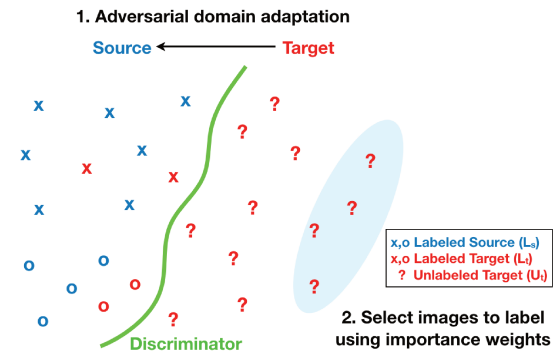 1. Adversarial domain adaptation
Source Target
x x x ?
?
x x ? ?
x x
x x ? ?
? ?
o o ?
o o ?
o ?
o ?
Discriminator
x,o Labeled Source (Ls)
x,o Labeled Target (Lt)
? Unlabeled Target (Ut)
2. Select images to label
using importance weights